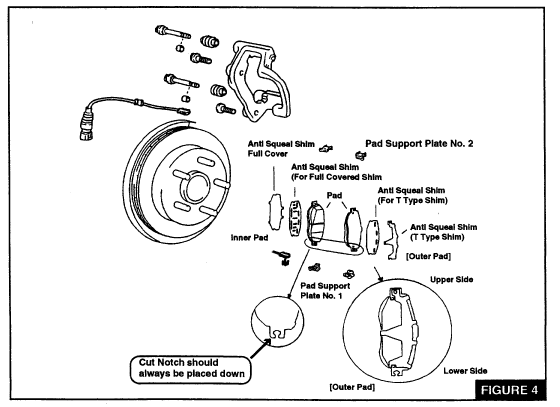 Anti Squeal Shim
Full Cover
Pad Support Plate No. 2
Anti Squeal Shim
(For Full Covered Shim
Pad
Anti Squeal Shim
(For T Type Shim)
Anti Squeal Shim
(T Type Shim)
Inner Pad
[Outer Pad]
Pad Support
Plate No. 1
Upper Side
Cut Notch should
always be placed down
Lower Side
[Outer Pad]
FIGURE 4